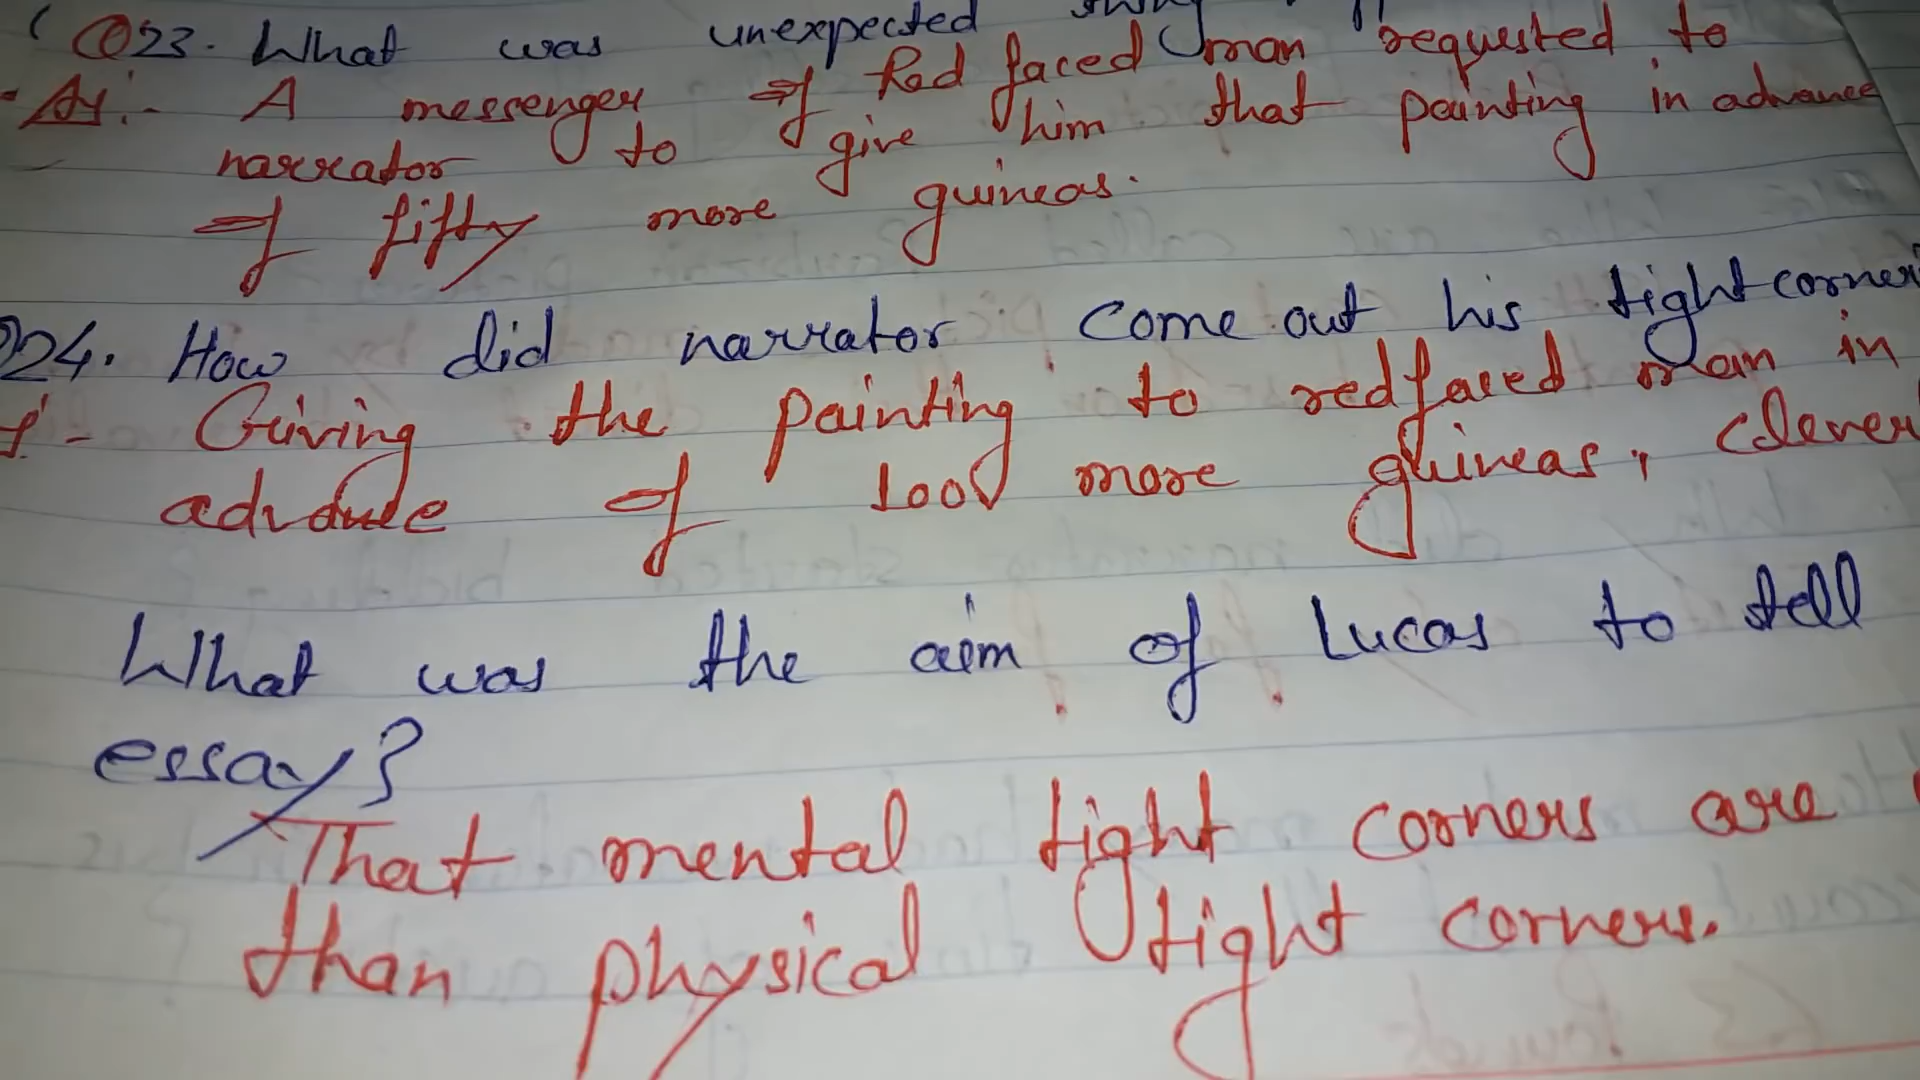 Q23. What was unexpected
A messenger of Red faced man requested to
narrator to give him that painting in advance
of fifty more guineas.
24. How did narrator come out his tight corner
Giving the painting to redfaced man in
advance of 100 more guineas,
What was the aim of Lucas to tell
essay?
That mental tight corners are
than physical tight corners.